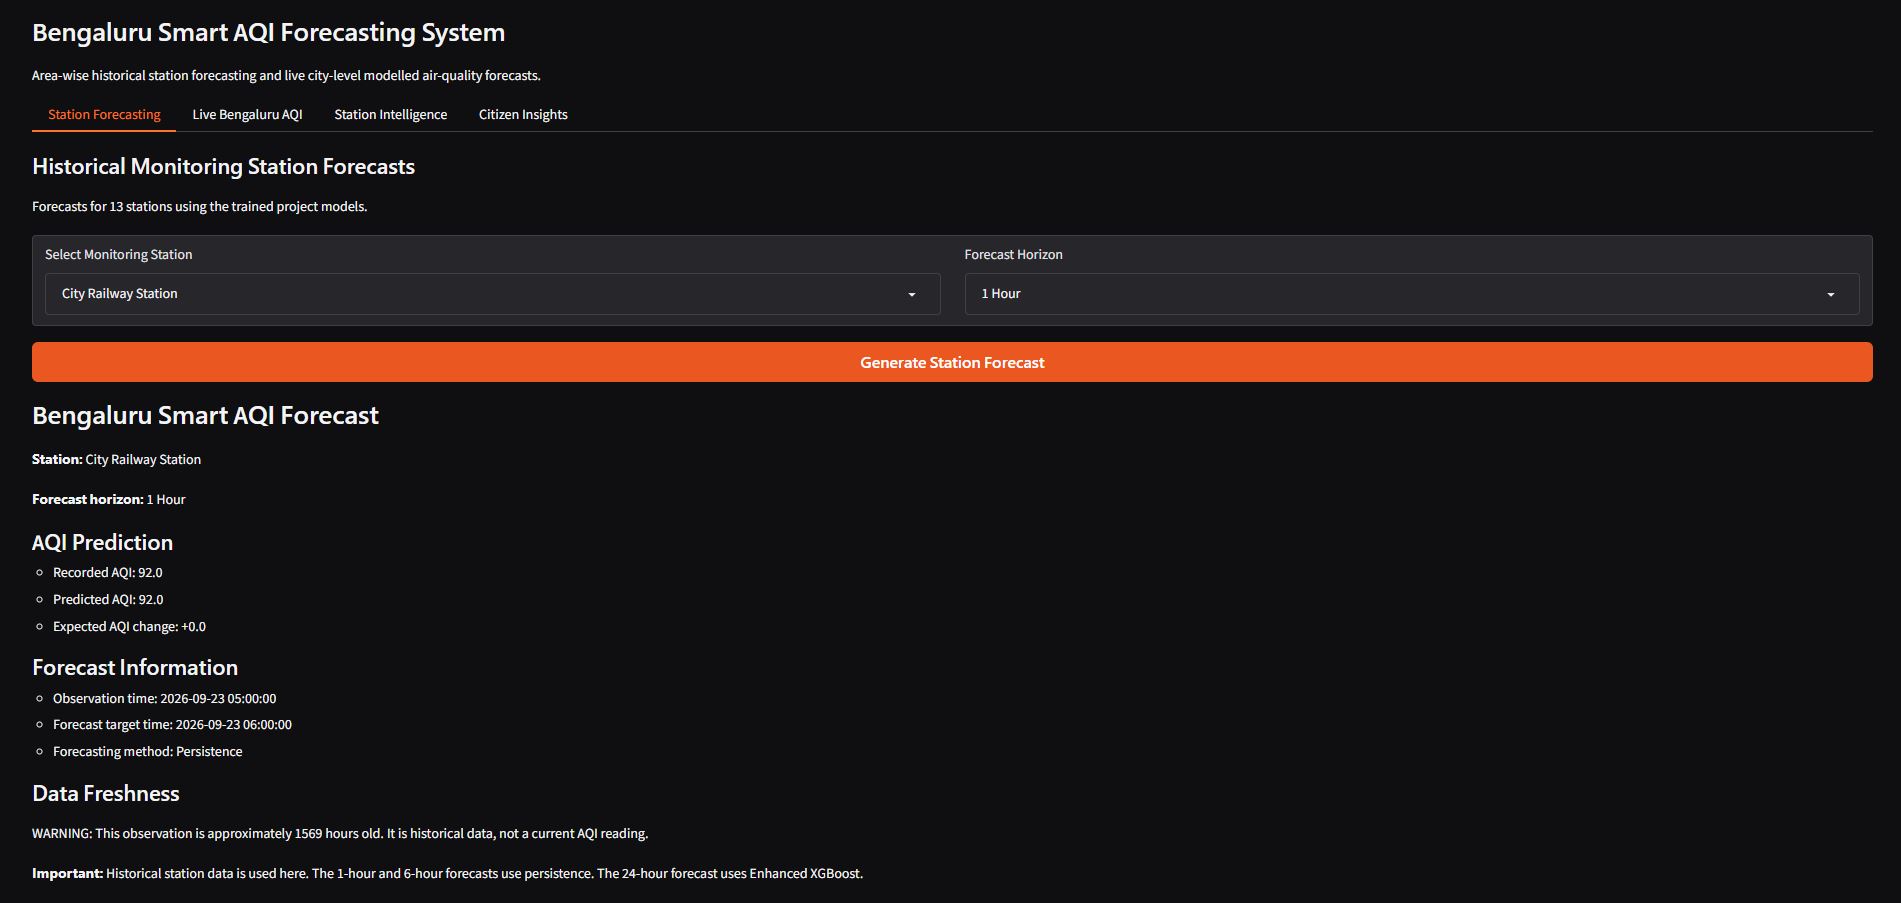 Bengaluru Smart AQI Forecasting System
Area-wise historical station forecasting and live city-level modelled air-quality forecasts.
Station Forecasting
Live Bengaluru AQI
Station Intelligence
Citizen Insights
Historical Monitoring Station Forecasts
Forecasts for 13 stations using the trained project models.
Select Monitoring Station
Forecast Horizon
City Railway Station
1 Hour
Generate Station Forecast
Bengaluru Smart AQI Forecast
Station: City Railway Station
Forecast horizon: 1 Hour
AQI Prediction
Recorded AQI: 92.0
Predicted AQI: 92.0
Expected AQI change: +0.0
Forecast Information
Observation time: 2026-09-23 05:00:00
Forecast target time: 2026-09-23 06:00:00
Forecasting method: Persistence
Data Freshness
WARNING: This observation is approximately 1569 hours old. It is historical data, not a current AQI reading.
Important: Historical station data is used here. The 1-hour and 6-hour forecasts use persistence. The 24-hour forecast uses Enhanced XGBoost.